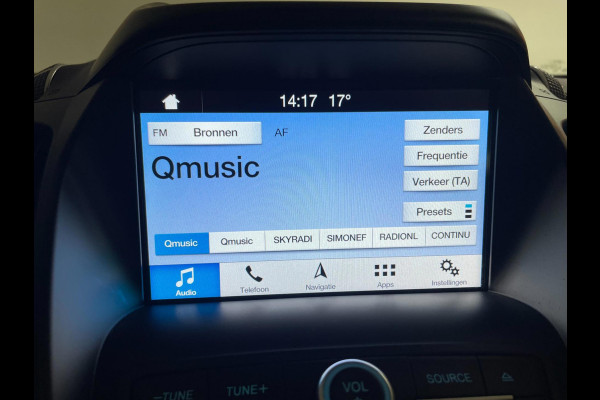 14:17 17°
FM Bronnen AF Zenders
Qmusic
Frequentie
Verkeer (TA)
Presets
Qmusic Qmusic SKYRADI SIMONEF RADIONL CONTINU
Audio Telefoon Navigatie Apps Instellingen
-TUNE TUNE+ VOL SOURCE